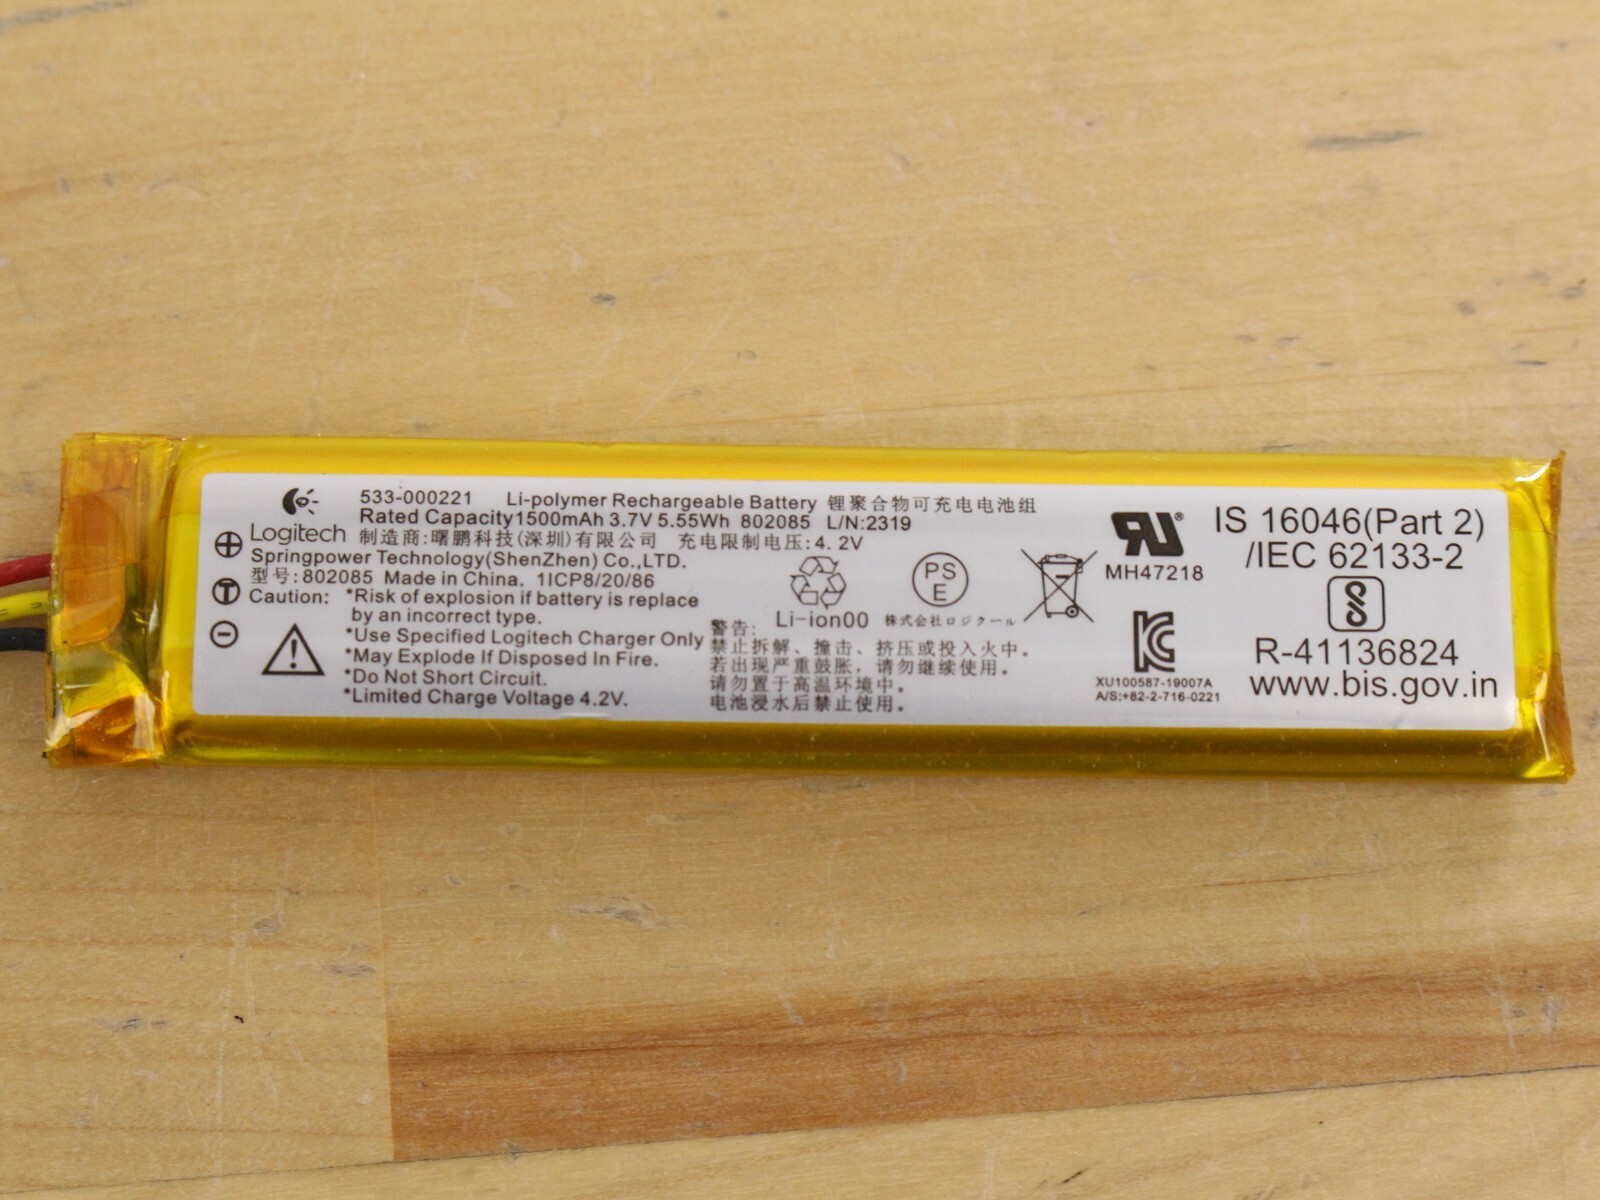 533-000221 Li-polymer Rechargeable Battery 锂聚合物可充电电池组
Rated Capacity1500mAh 3.7V 5.55Wh 802085 L/N:2319
Logitech
制造商:曙鹏科技(深圳)有限公司 充电限制电压:4.2V
Springpower Technology(ShenZhen) Co.,LTD.
型号:802085 Made in China. 1ICP8/20/86
Caution: *Risk of explosion if battery is replace
by an incorrect type.
*Use Specified Logitech Charger Only
*May Explode If Disposed In Fire.
*Do Not Short Circuit.
*Limited Charge Voltage 4.2V.
T
Li-ion00
PS
E
株式会社ロジクール
警告:
禁止拆解、撞击、挤压或投入火中。
若出现严重鼓胀，请勿继续使用。
请勿置于高温环境中。
电池浸水后禁止使用。
MH47218
XU100587-19007A
A/S:+82-2-716-0221
IS 16046(Part 2)
/IEC 62133-2
R-41136824
www.bis.gov.in